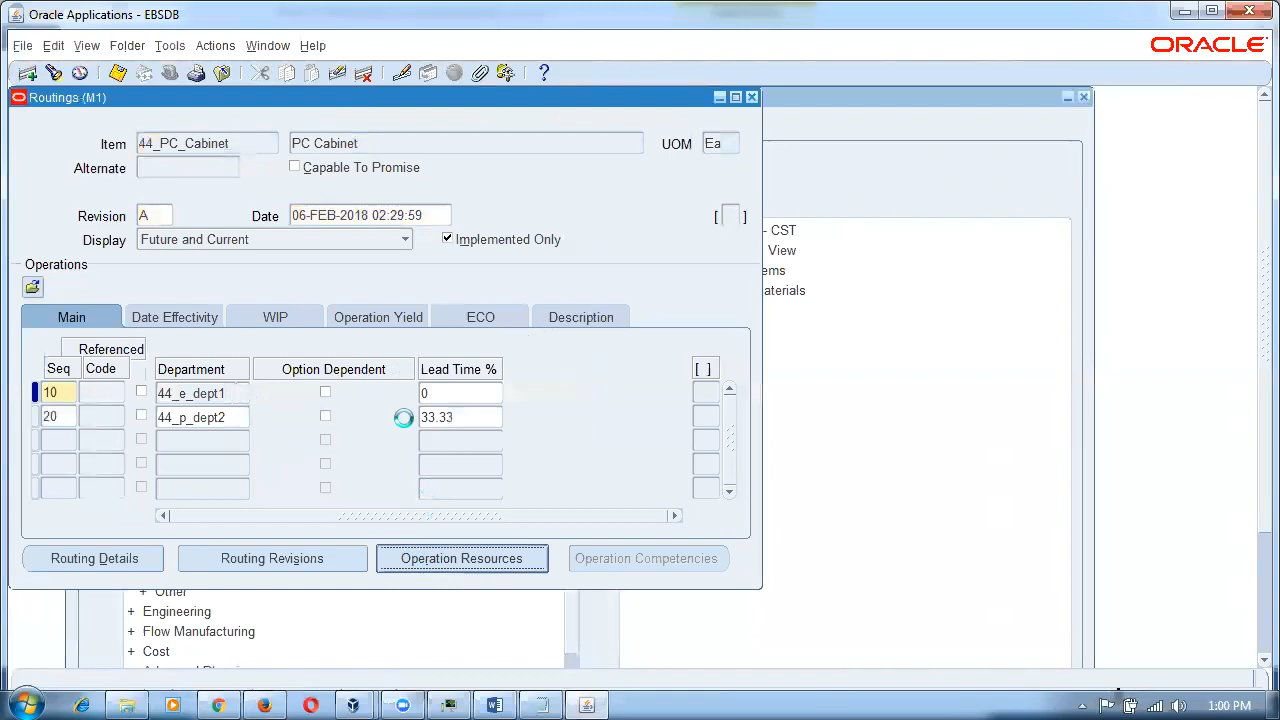 Oracle Applications - EBSDB
File Edit View Folder Tools Actions Window Help
ORACLE
?
Routings (M1)
Item 44_PC_Cabinet PC Cabinet UOM Ea
Alternate Capable To Promise
Revision A Date 06-FEB-2018 02:29:59 [ ]
Display Future and Current Implemented Only
- CST
View
ems
aterials
Operations
Main Date Effectivity WIP Operation Yield ECO Description
Referenced
Seq Code Department Option Dependent Lead Time % [ ]
10 44_e_dept1 0
20 44_p_dept2 33.33
Routing Details Routing Revisions Operation Resources Operation Competencies
+ Other
+ Engineering
+ Flow Manufacturing
+ Cost
1:00 PM